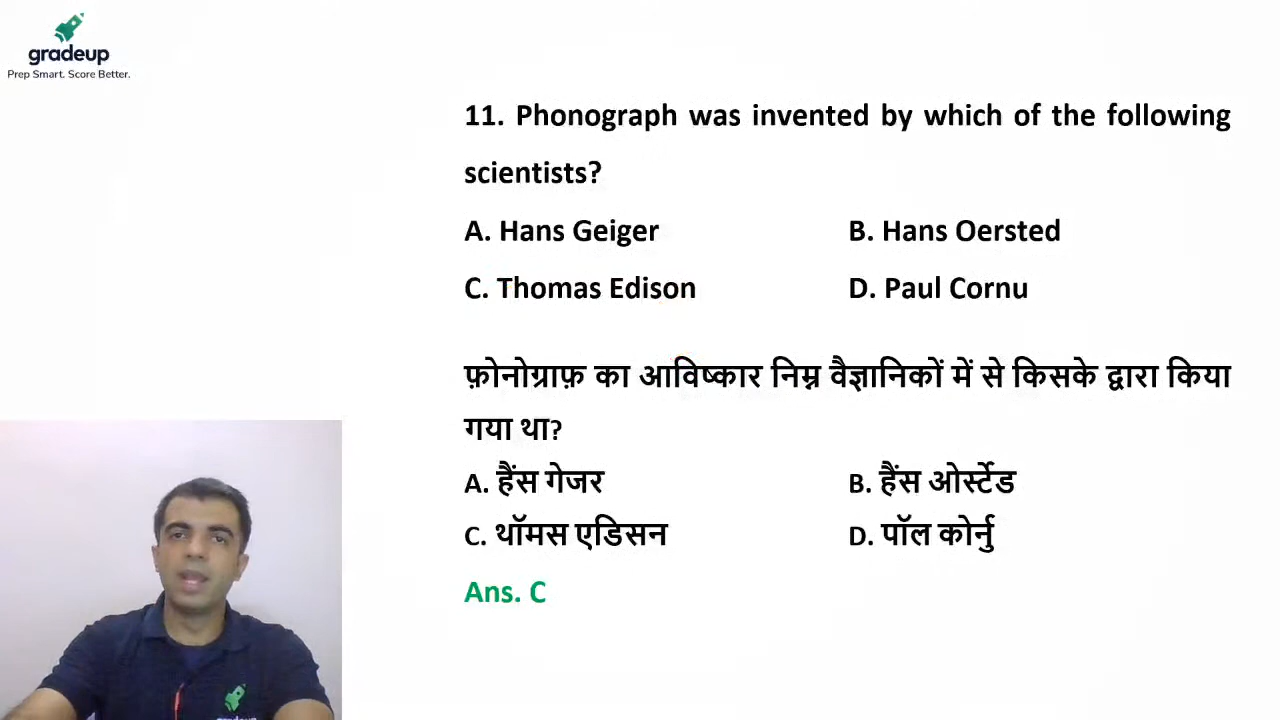 gradeup
Prep Smart. Score Better.
11. Phonograph was invented by which of the following
scientists?
A. Hans Geiger B. Hans Oersted
C. Thomas Edison D. Paul Cornu
फ़ोनोग्राफ़ का आविष्कार निम्न वैज्ञानिकों में से किसके द्वारा किया
गया था?
A. हैंस गेजर B. हैंस ओर्स्टेड
C. थॉमस एडिसन D. पॉल कोर्नु
Ans. C
gradeup